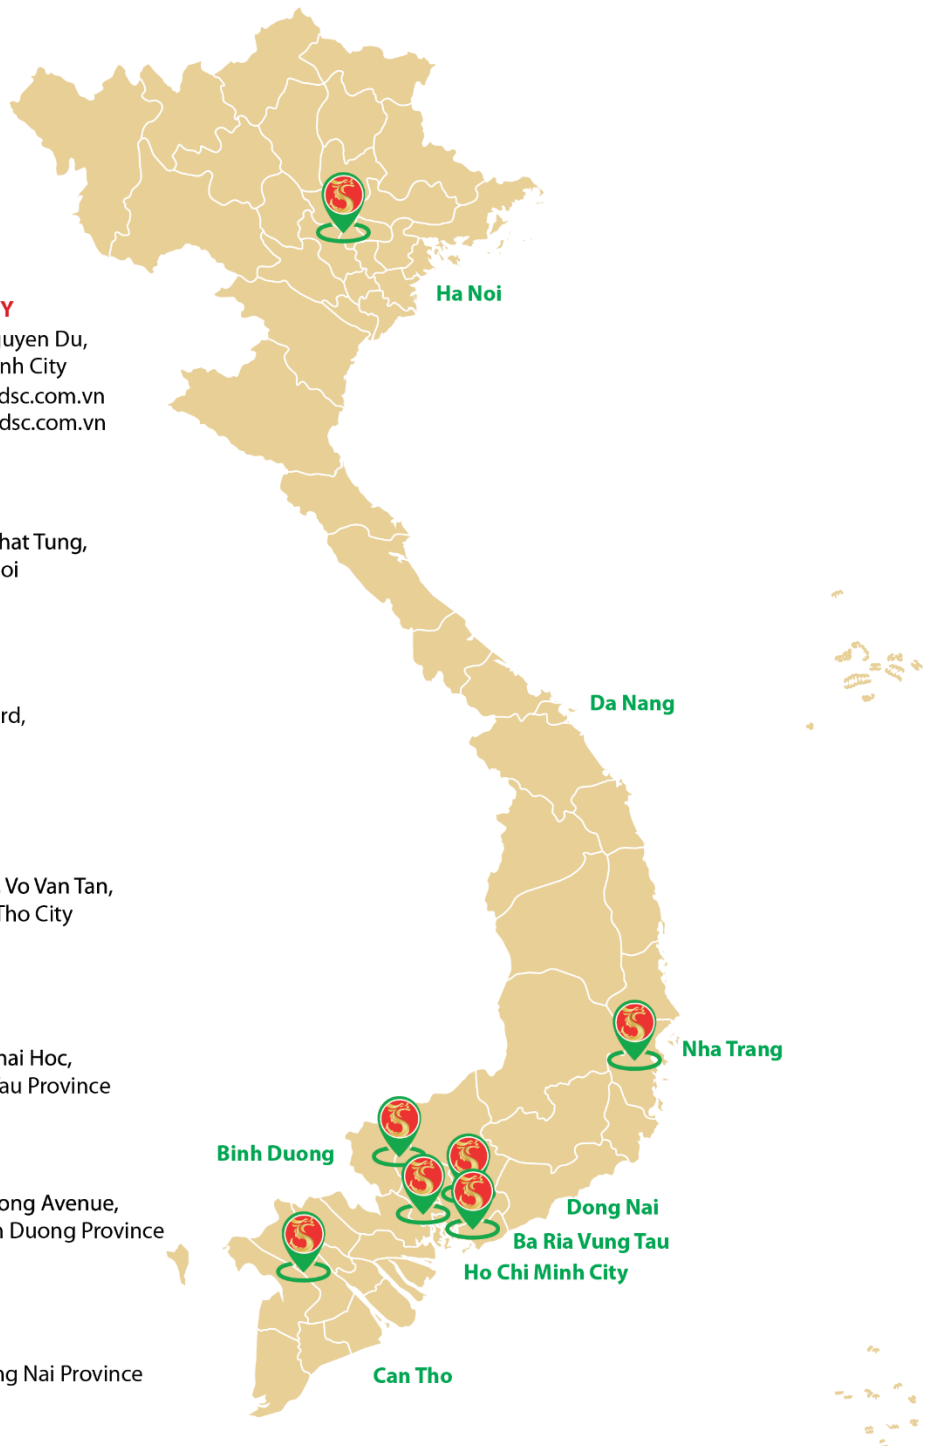 Y
guyen Du,
nh City
dsc.com.vn
dsc.com.vn
hat Tung,
oi
rd,
Vo Van Tan,
Tho City
hai Hoc,
Tau Province
ong Avenue,
h Duong Province
ng Nai Province
Ha Noi
Da Nang
Nha Trang
Binh Duong
Dong Nai
Ba Ria Vung Tau
Ho Chi Minh City
Can Tho